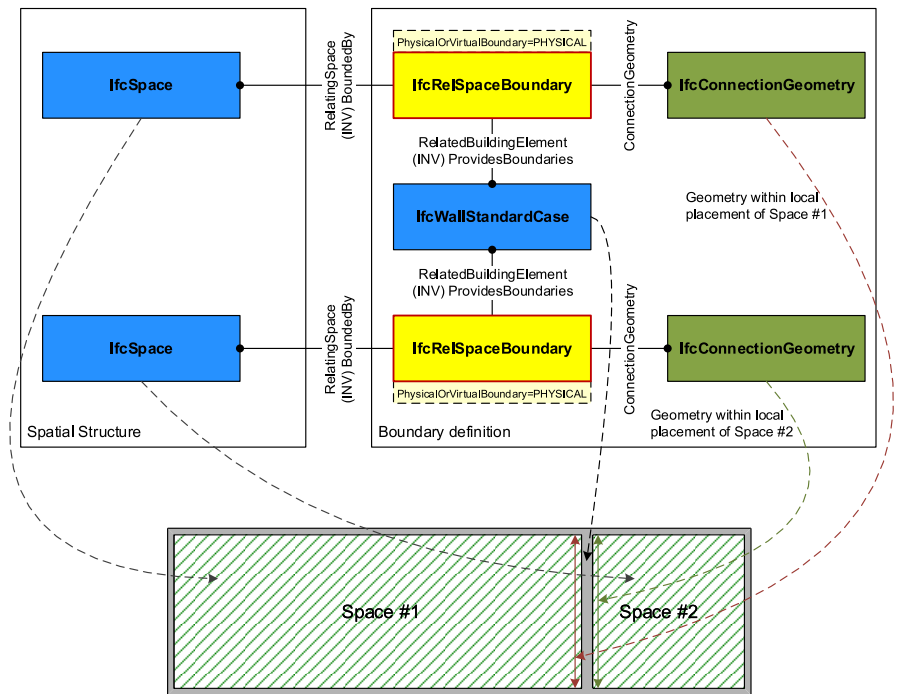 PhysicalOrVirtualBoundary=PHYSICAL
IfcSpace
RelatingSpace
(INV) BoundedBy
IfcRelSpaceBoundary
ConnectionGeometry
IfcConnectionGeometry
RelatedBuildingElement
(INV) ProvidesBoundaries
IfcWallStandardCase
Geometry within local
placement of Space #1
RelatedBuildingElement
(INV) ProvidesBoundaries
IfcSpace
RelatingSpace
(INV) BoundedBy
IfcRelSpaceBoundary
ConnectionGeometry
IfcConnectionGeometry
PhysicalOrVirtualBoundary=PHYSICAL
Geometry within local
placement of Space #2
Spatial Structure
Boundary definition
Space #1
Space #2